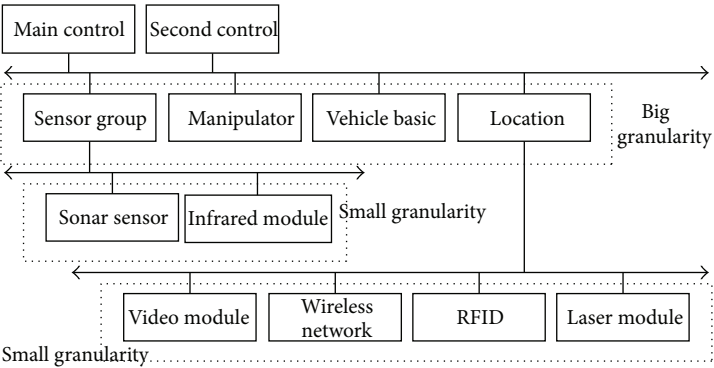 Main control
Second control
Sensor group
Manipulator
Vehicle basic
Location
Big
granularity
Sonar sensor
Infrared module
Small granularity
Video module
Wireless
network
RFID
Laser module
Small granularity